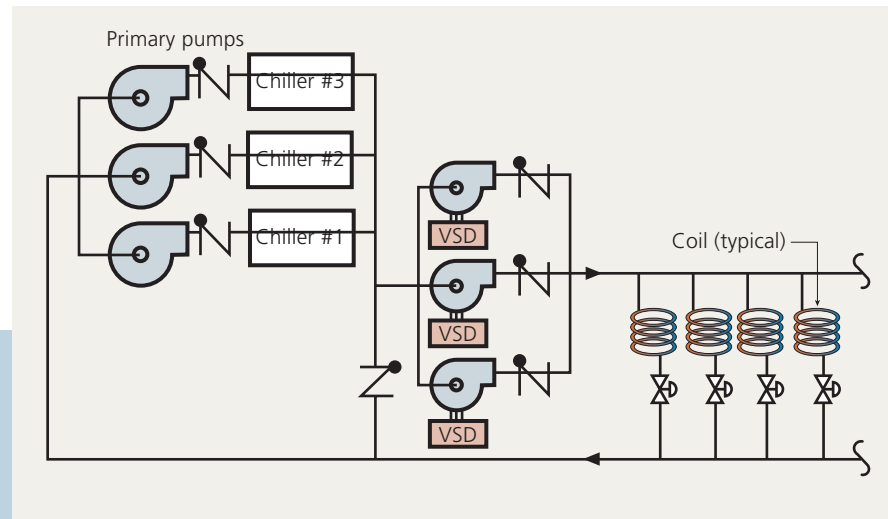 Primary pumps
Chiller #3
Chiller #2
Chiller #1
VSD
VSD
VSD
Coil (typical)